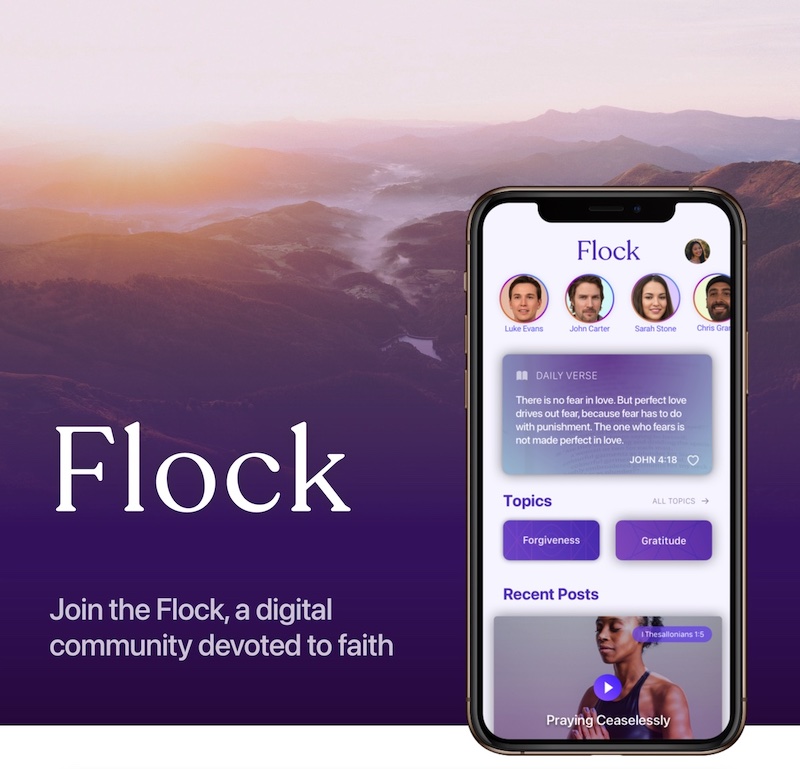 Flock
Join the Flock, a digital
community devoted to faith
Flock
Luke Evans
John Carter
Sarah Stone
Chris Gran
DAILY VERSE
There is no fear in love. But perfect love
drives out fear, because fear has to do
with punishment. The one who fears is
not made perfect in love.
JOHN 4:18
Topics
ALL TOPICS →
Forgiveness
Gratitude
Recent Posts
i Thesallonians 1:5
Praying Ceaselessly